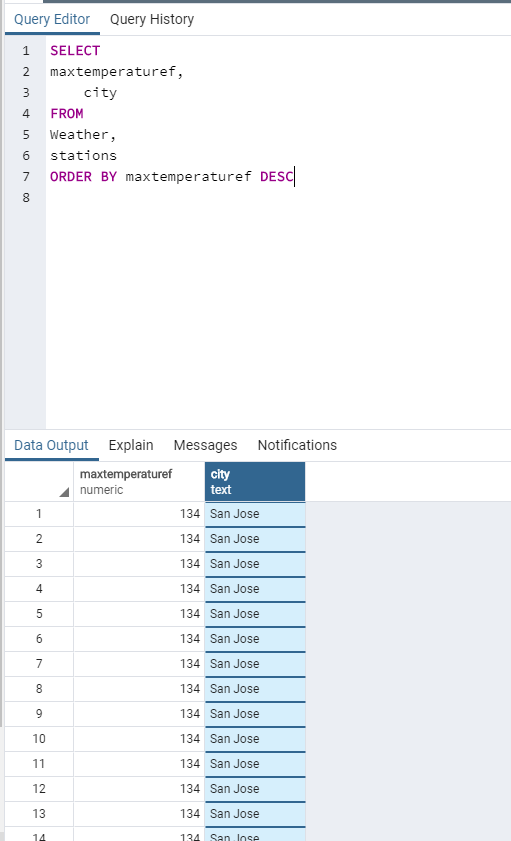 Query Editor Query History
1 SELECT
2 maxtemperaturef,
3 city
4 FROM
5 Weather,
6 stations
7 ORDER BY maxtemperaturef DESC
8
Data Output Explain Messages Notifications
maxtemperaturef city
numeric text
1 134 San Jose
2 134 San Jose
3 134 San Jose
4 134 San Jose
5 134 San Jose
6 134 San Jose
7 134 San Jose
8 134 San Jose
9 134 San Jose
10 134 San Jose
11 134 San Jose
12 134 San Jose
13 134 San Jose
14 134 San Jose